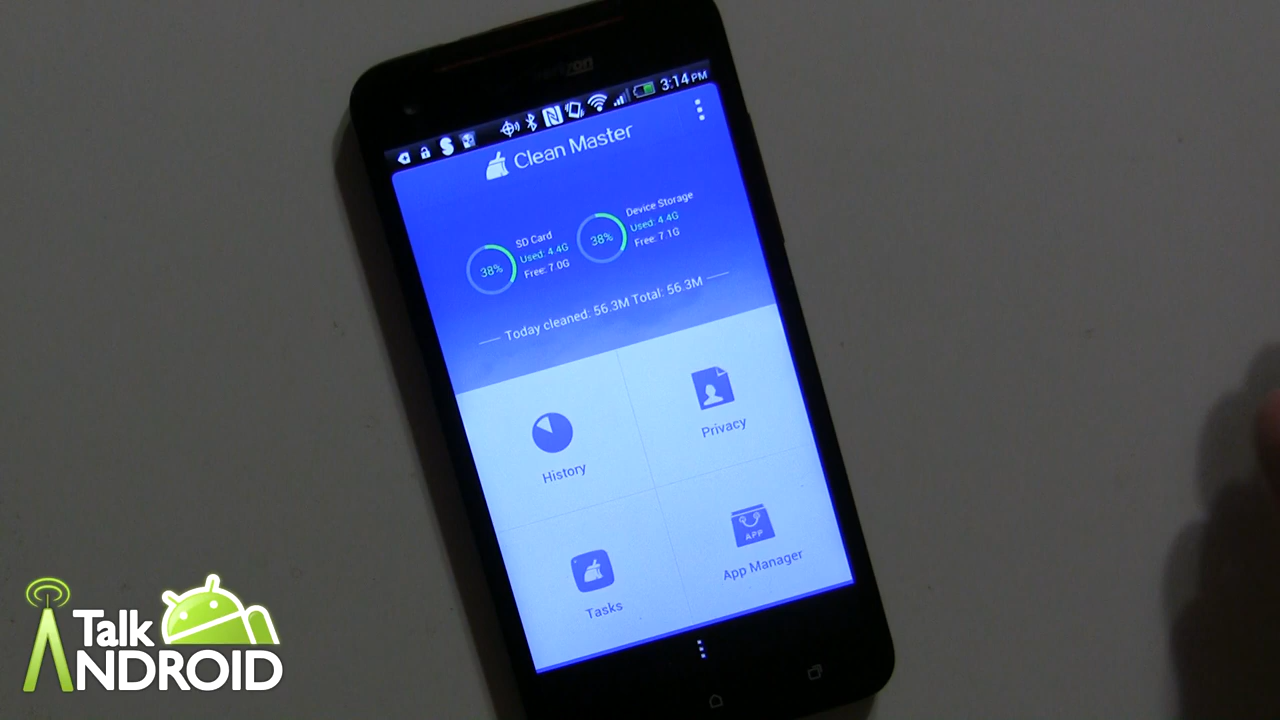 verizon
3:14 PM
Clean Master
38%
SD Card
Used: 4.4G
Free: 7.0G
38%
Device Storage
Used: 4.4G
Free: 7.1G
Today cleaned: 56.3M Total: 56.3M
History
Privacy
Tasks
APP
App Manager
Talk
ANDROID